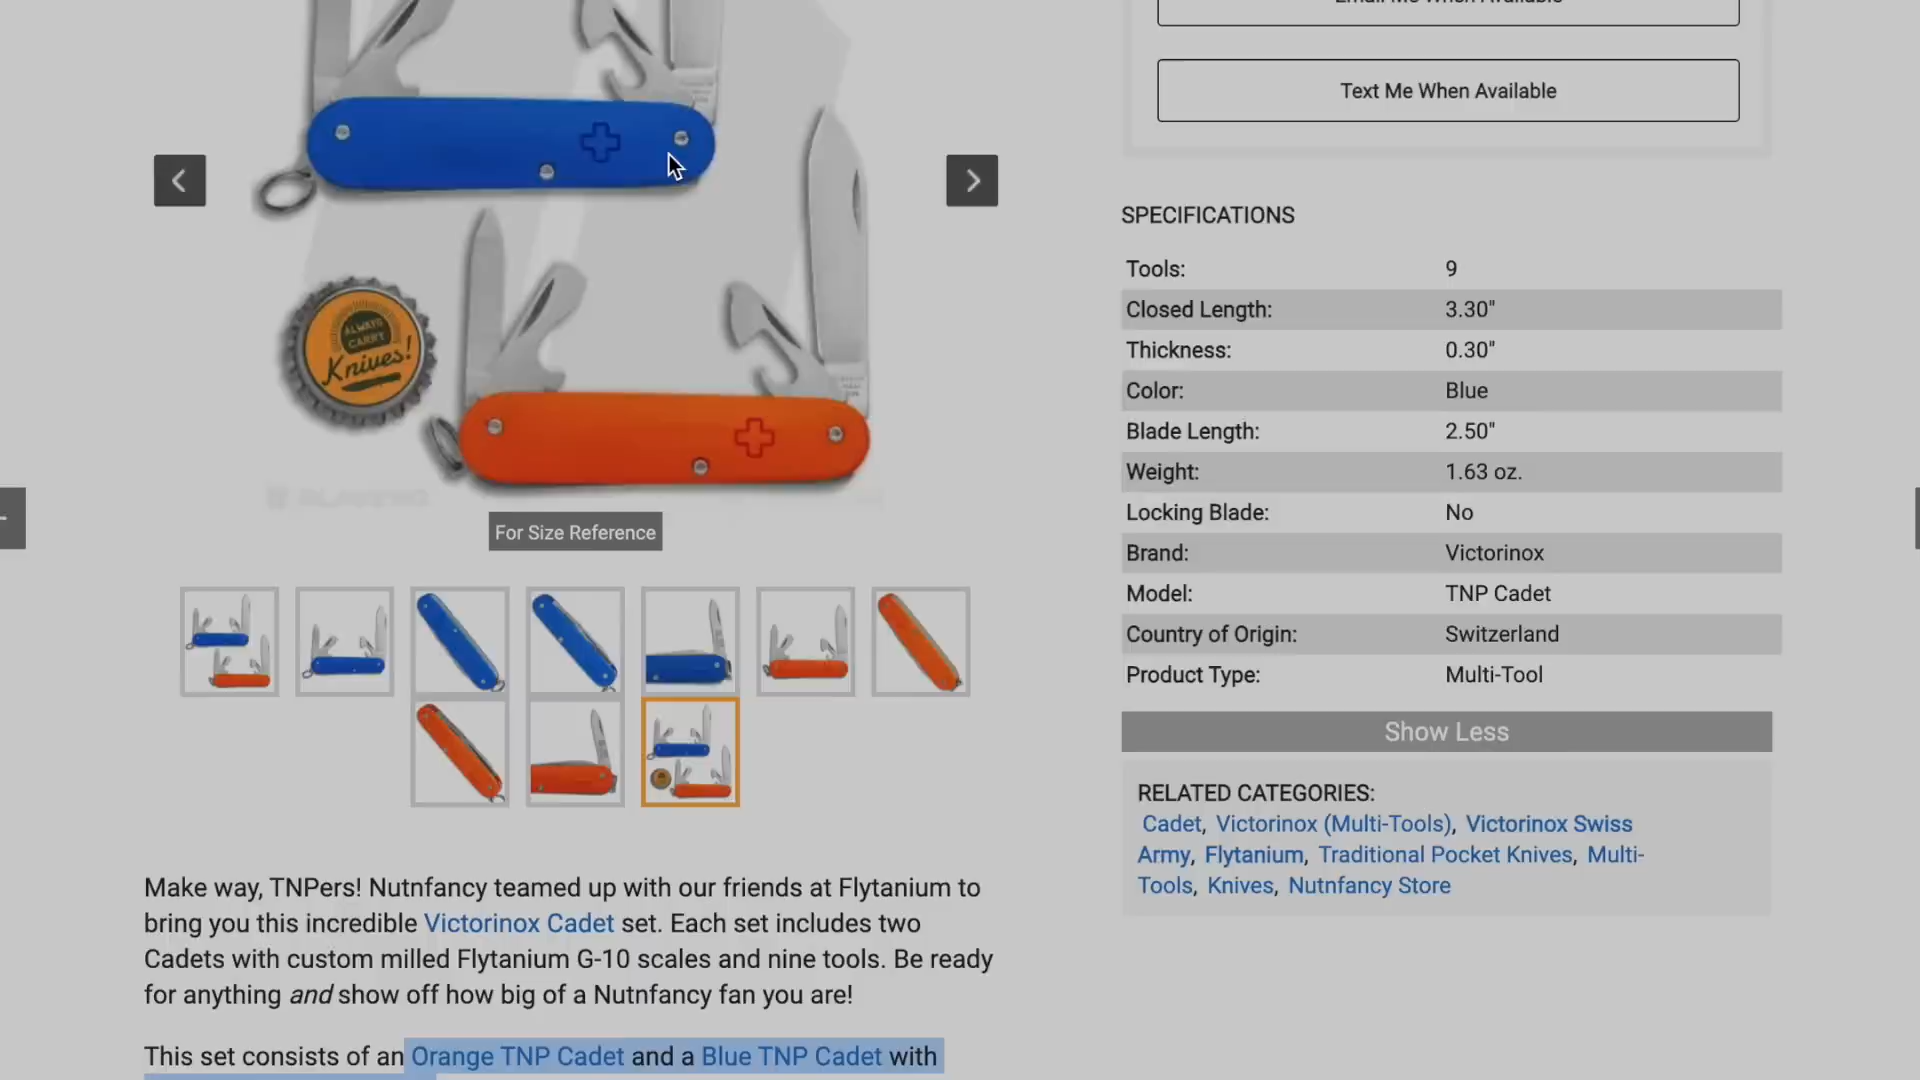 Text Me When Available
SPECIFICATIONS
Tools: 9
Closed Length: 3.30"
Thickness: 0.30"
Color: Blue
Blade Length: 2.50"
Weight: 1.63 oz.
Locking Blade: No
Brand: Victorinox
Model: TNP Cadet
Country of Origin: Switzerland
Product Type: Multi-Tool
Show Less
RELATED CATEGORIES:
Cadet, Victorinox (Multi-Tools), Victorinox Swiss
Army, Flytanium, Traditional Pocket Knives, Multi-
Tools, Knives, Nutnfancy Store
ALWAYS
CARRY
Knives!
For Size Reference
Make way, TNPers! Nutnfancy teamed up with our friends at Flytanium to
bring you this incredible Victorinox Cadet set. Each set includes two
Cadets with custom milled Flytanium G-10 scales and nine tools. Be ready
for anything and show off how big of a Nutnfancy fan you are!
This set consists of an Orange TNP Cadet and a Blue TNP Cadet with